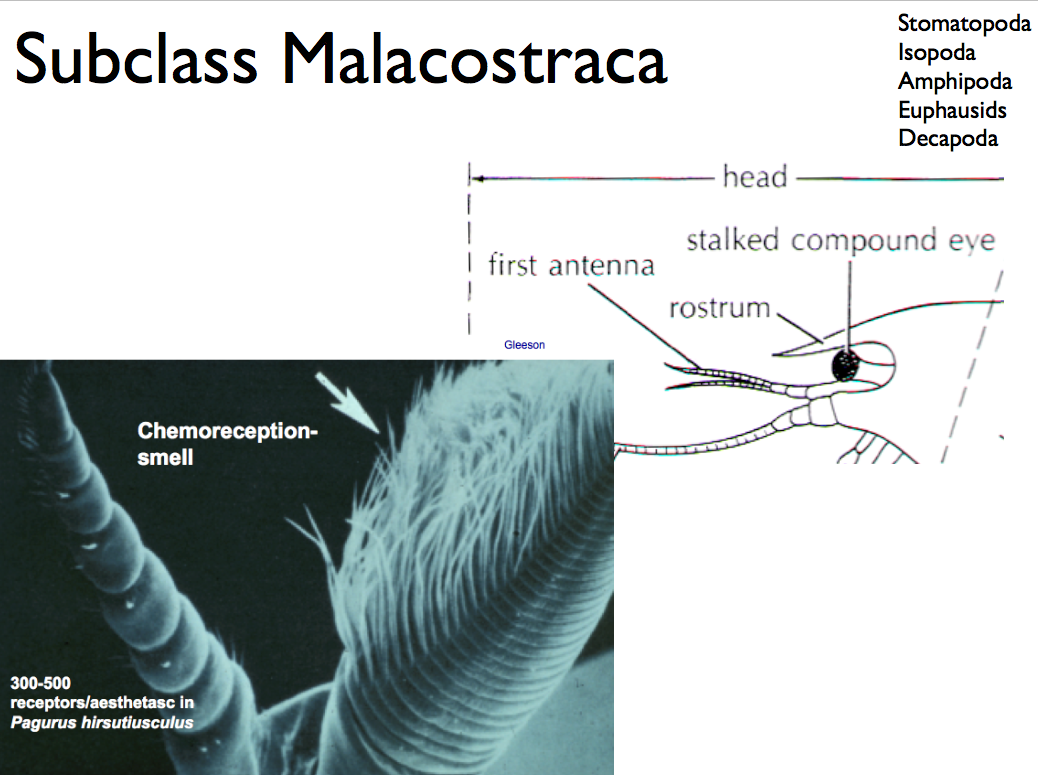 Subclass Malacostraca
Stomatopoda
Isopoda
Amphipoda
Euphausids
Decapoda
head
stalked compound eye
first antenna
rostrum
Gleeson
Chemoreception-
smell
300-500
receptors/aesthetasc in
Pagurus hirsutiusculus